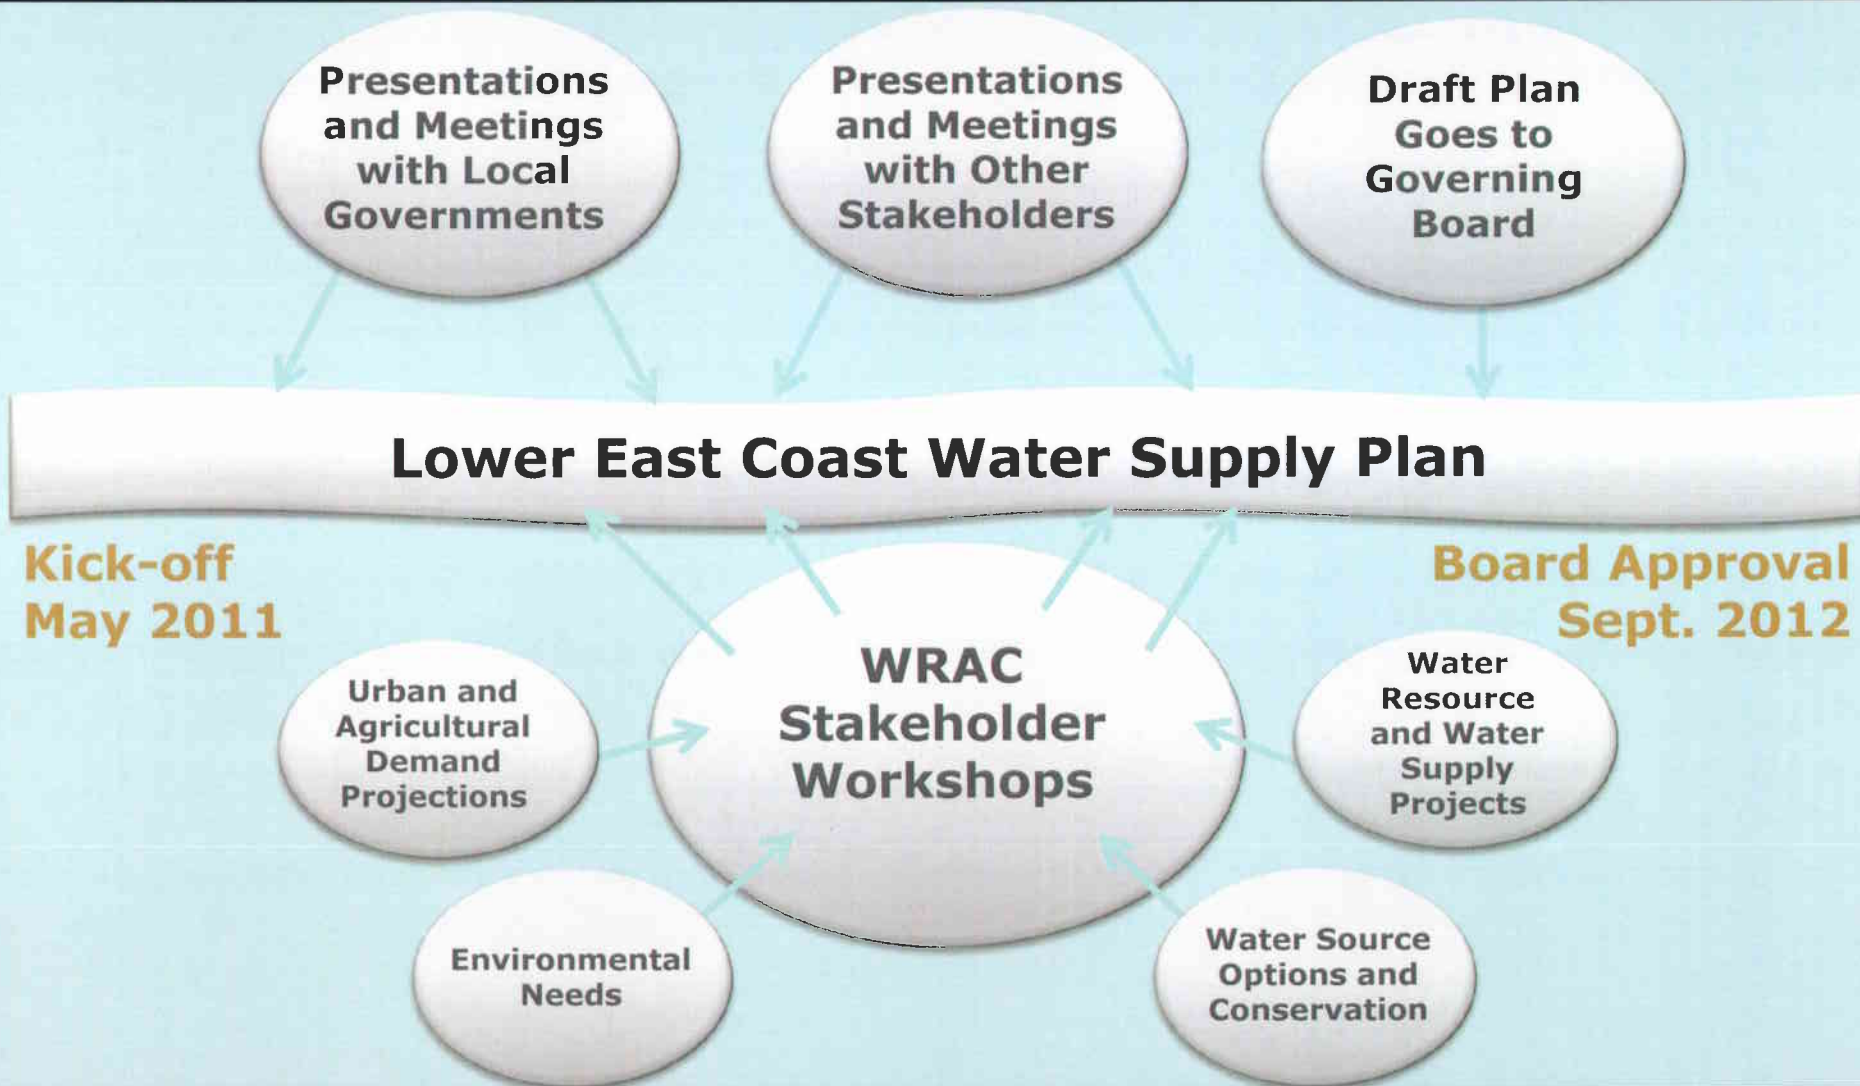 Presentations
and Meetings
with Local
Governments
Presentations
and Meetings
with Other
Stakeholders
Draft Plan
Goes to
Governing
Board
Lower East Coast Water Supply Plan
Kick-off
May 2011
Board Approval
Sept. 2012
WRAC
Stakeholder
Workshops
Urban and
Agricultural
Demand
Projections
Water
Resource
and Water
Supply
Projects
Environmental
Needs
Water Source
Options and
Conservation